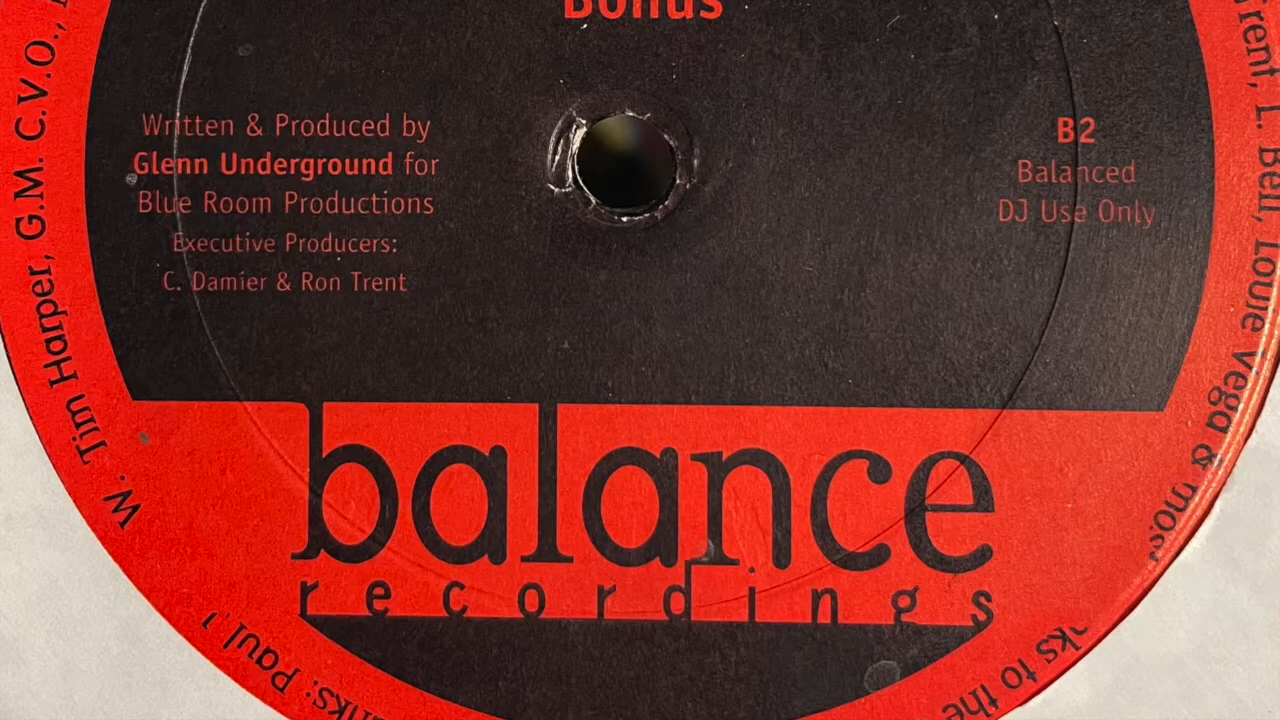 Bonus
Written & Produced by
Glenn Underground for
Blue Room Productions
Executive Producers:
C. Damier & Ron Trent
B2
Balanced
DJ Use Only
balance
recordings
W. Tim Harper, G.M. C.V.O.,
Trent, L. Bell, Louie Vega &
Paul
to the